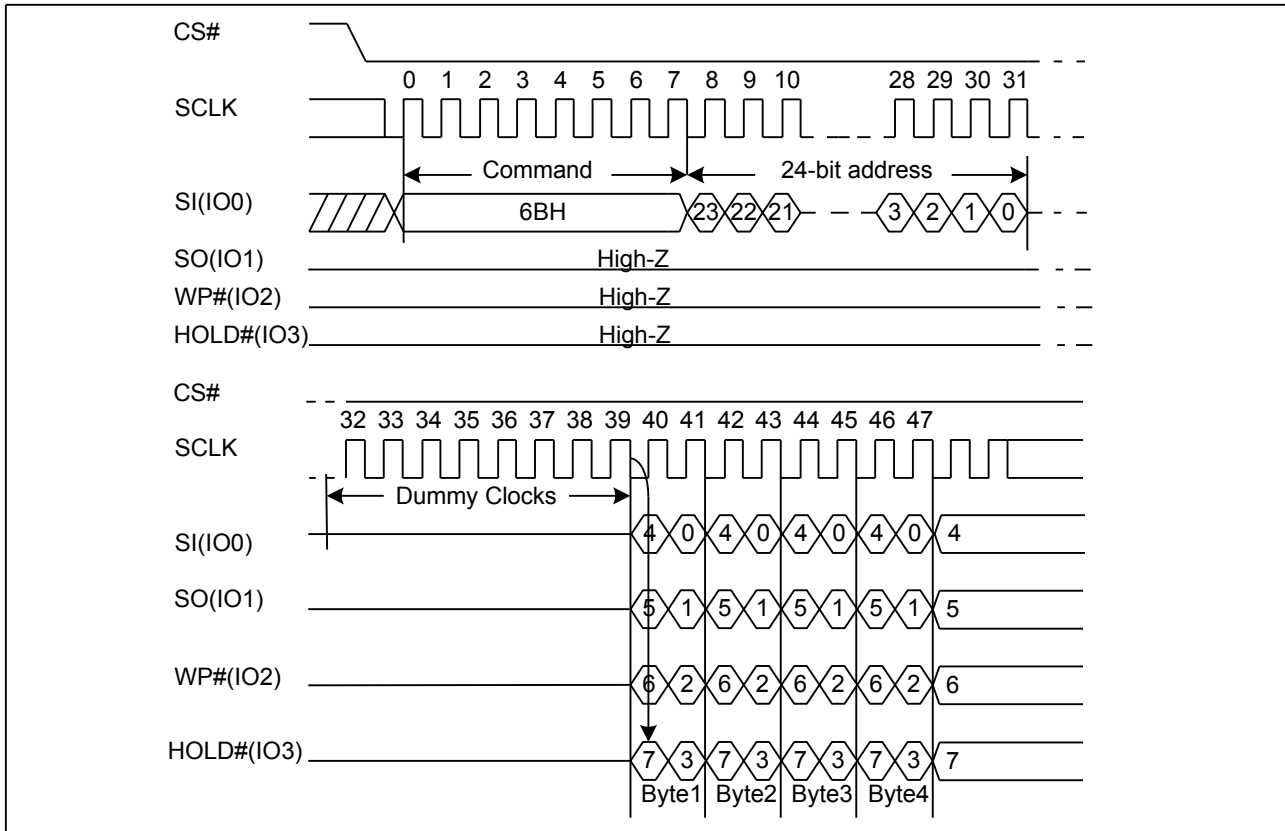 CS#
0 1 2 3 4 5 6 7 8 9 10 28 29 30 31
SCLK
Command 24-bit address
SI(IO0) 6BH 23 22 21 3 2 1 0
SO(IO1) High-Z
WP#(IO2) High-Z
HOLD#(IO3) High-Z
CS#
32 33 34 35 36 37 38 39 40 41 42 43 44 45 46 47
SCLK
Dummy Clocks
SI(IO0) 4 0 4 0 4 0 4 0 4
SO(IO1) 5 1 5 1 5 1 5 1 5
WP#(IO2) 6 2 6 2 6 2 6 2 6
HOLD#(IO3) 7 3 7 3 7 3 7 3 7
Byte1 Byte2 Byte3 Byte4